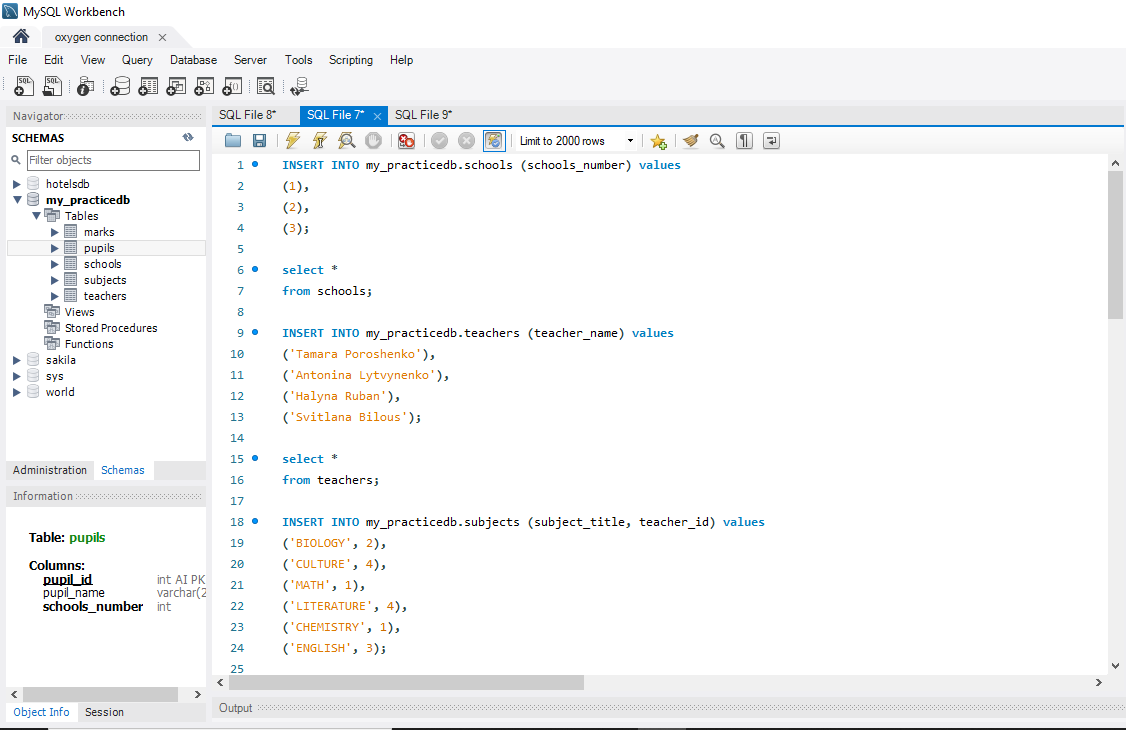 MySQL Workbench
oxygen connection
File Edit View Query Database Server Tools Scripting Help
Navigator
SCHEMAS
Filter objects
hotelsdb
my_practicedb
Tables
marks
pupils
schools
subjects
teachers
Views
Stored Procedures
Functions
sakila
sys
world
Administration Schemas
Information
Table: pupils
Columns:
pupil_id int AI PK
pupil_name varchar(2
schools_number int
Object Info Session
SQL File 8* SQL File 7* SQL File 9*
Limit to 2000 rows
1 INSERT INTO my_practicedb.schools (schools_number) values
2 (1),
3 (2),
4 (3);
5
6 select *
7 from schools;
8
9 INSERT INTO my_practicedb.teachers (teacher_name) values
10 ('Tamara Poroshenko'),
11 ('Antonina Lytvynenko'),
12 ('Halyna Ruban'),
13 ('Svitlana Bilous');
14
15 select *
16 from teachers;
17
18 INSERT INTO my_practicedb.subjects (subject_title, teacher_id) values
19 ('BIOLOGY', 2),
20 ('CULTURE', 4),
21 ('MATH', 1),
22 ('LITERATURE', 4),
23 ('CHEMISTRY', 1),
24 ('ENGLISH', 3);
25
Output